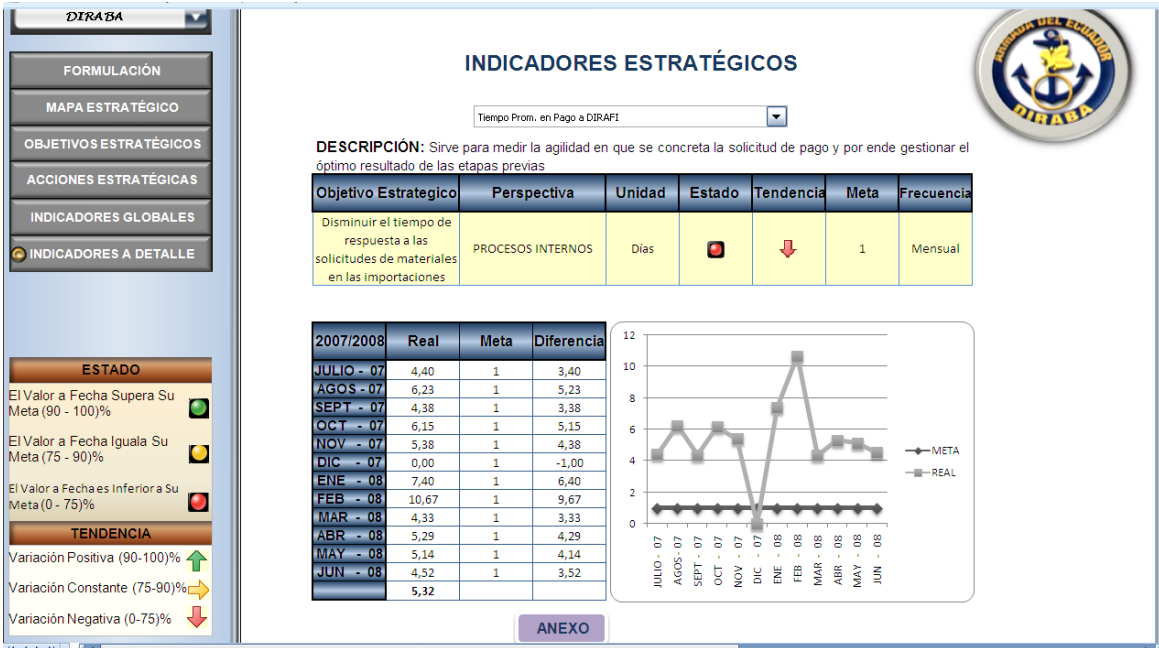 DIRABA
FORMULACIÓN
MAPA ESTRATÉGICO
OBJETIVOS ESTRATÉGICOS
ACCIONES ESTRATÉGICAS
INDICADORES GLOBALES
INDICADORES A DETALLE
ESTADO
El Valor a Fecha Supera Su
Meta (90 - 100)%
El Valor a Fecha Iguala Su
Meta (75 - 90)%
El Valor a Fecha es Inferior a Su
Meta (0 - 75)%
TENDENCIA
Variación Positiva (90-100)%
Variación Constante (75-90)%
Variación Negativa (0-75)%
INDICADORES ESTRATÉGICOS
ARMADA DEL ECUADOR
DIRABA
Tiempo Prom. en Pago a DIRAFI
DESCRIPCIÓN: Sirve para medir la agilidad en que se concreta la solicitud de pago y por ende gestionar el
óptimo resultado de las etapas previas
Objetivo Estrategico Perspectiva Unidad Estado Tendencia Meta Frecuencia
Disminuir el tiempo de
respuesta a las
solicitudes de materiales
en las importaciones
PROCESOS INTERNOS Días 1 Mensual
2007/2008 Real Meta Diferencia
JULIO - 07 4,40 1 3,40
AGOS - 07 6,23 1 5,23
SEPT - 07 4,38 1 3,38
OCT - 07 6,15 1 5,15
NOV - 07 5,38 1 4,38
DIC - 07 0,00 1 -1,00
ENE - 08 7,40 1 6,40
FEB - 08 10,67 1 9,67
MAR - 08 4,33 1 3,33
ABR - 08 5,29 1 4,29
MAY - 08 5,14 1 4,14
JUN - 08 4,52 1 3,52
5,32
12
10
8
6
4
2
0
JULIO - 07
AGOS - 07
SEPT - 07
OCT - 07
NOV - 07
DIC - 07
ENE - 08
FEB - 08
MAR - 08
ABR - 08
MAY - 08
JUN - 08
META
REAL
ANEXO